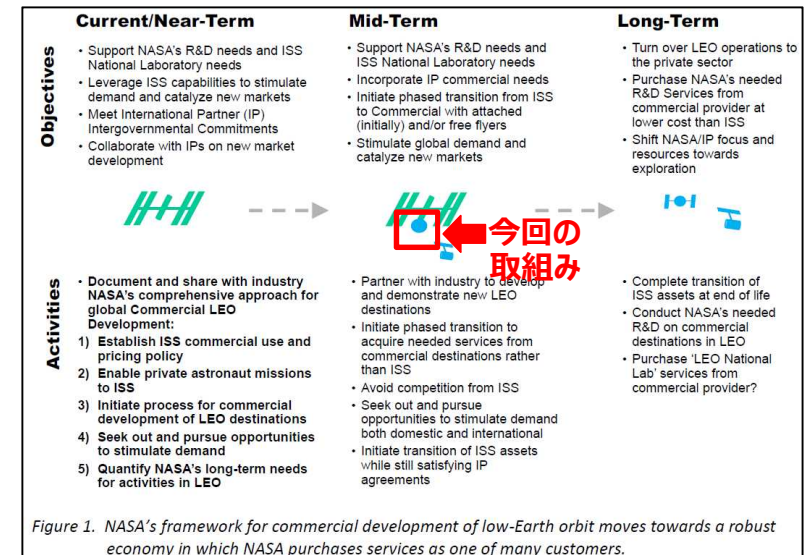 Current/Near-Term
Mid-Term
Long-Term
Objectives
• Support NASA's R&D needs and ISS
National Laboratory needs
• Leverage ISS capabilities to stimulate
demand and catalyze new markets
• Meet International Partner (IP)
Intergovernmental Commitments
• Collaborate with IPs on new market
development
• Support NASA's R&D needs and
ISS National Laboratory needs
• Incorporate IP commercial needs
• Initiate phased transition from ISS
to Commercial with attached
(initially) and/or free flyers
• Stimulate global demand and
catalyze new markets
• Turn over LEO operations to
the private sector
• Purchase NASA's needed
R&D Services from
commercial provider at
lower cost than ISS
• Shift NASA/IP focus and
resources towards
exploration
今回の
取組み
Activities
• Document and share with industry
NASA's comprehensive approach for
global Commercial LEO
Development:
1) Establish ISS commercial use and
pricing policy
2) Enable private astronaut missions
to ISS
3) Initiate process for commercial
development of LEO destinations
4) Seek out and pursue opportunities
to stimulate demand
5) Quantify NASA's long-term needs
for activities in LEO
• Partner with industry to develop
and demonstrate new LEO
destinations
• Initiate phased transition to
acquire needed services from
commercial destinations rather
than ISS
• Avoid competition from ISS
• Seek out and pursue
opportunities to stimulate demand
both domestic and international
• Initiate transition of ISS assets
while still satisfying IP
agreements
• Complete transition of
ISS assets at end of life
• Conduct NASA's needed
R&D on commercial
destinations in LEO
• Purchase 'LEO National
Lab' services from
commercial provider?
Figure 1. NASA's framework for commercial development of low-Earth orbit moves towards a robust
economy in which NASA purchases services as one of many customers.